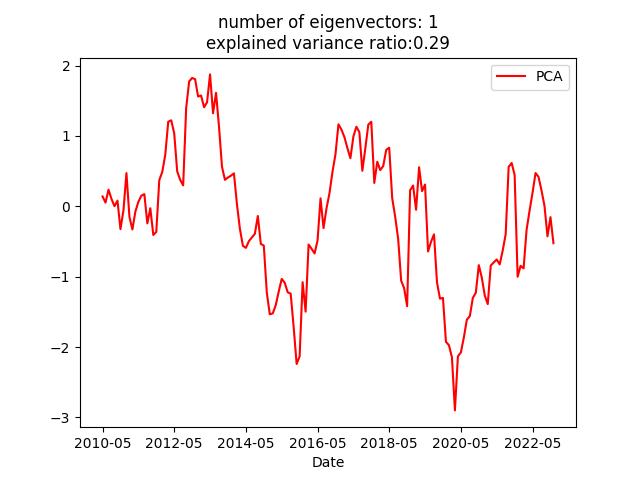 number of eigenvectors: 1
explained variance ratio:0.29
PCA
2
1
0
−1
−2
−3
2010-05 2012-05 2014-05 2016-05 2018-05 2020-05 2022-05
Date